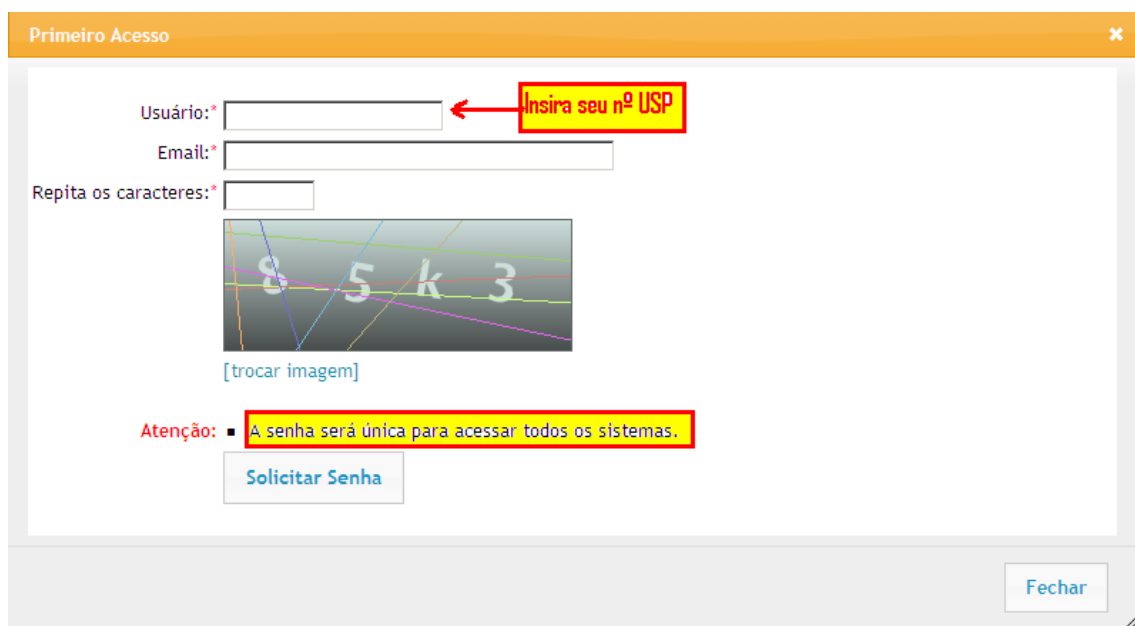 Primeiro Acesso
Usuário:*
Insira seu nº USP
Email:*
Repita os caracteres:*
8 5 k 3
[trocar imagem]
Atenção: ▪ A senha será única para acessar todos os sistemas.
Solicitar Senha
Fechar